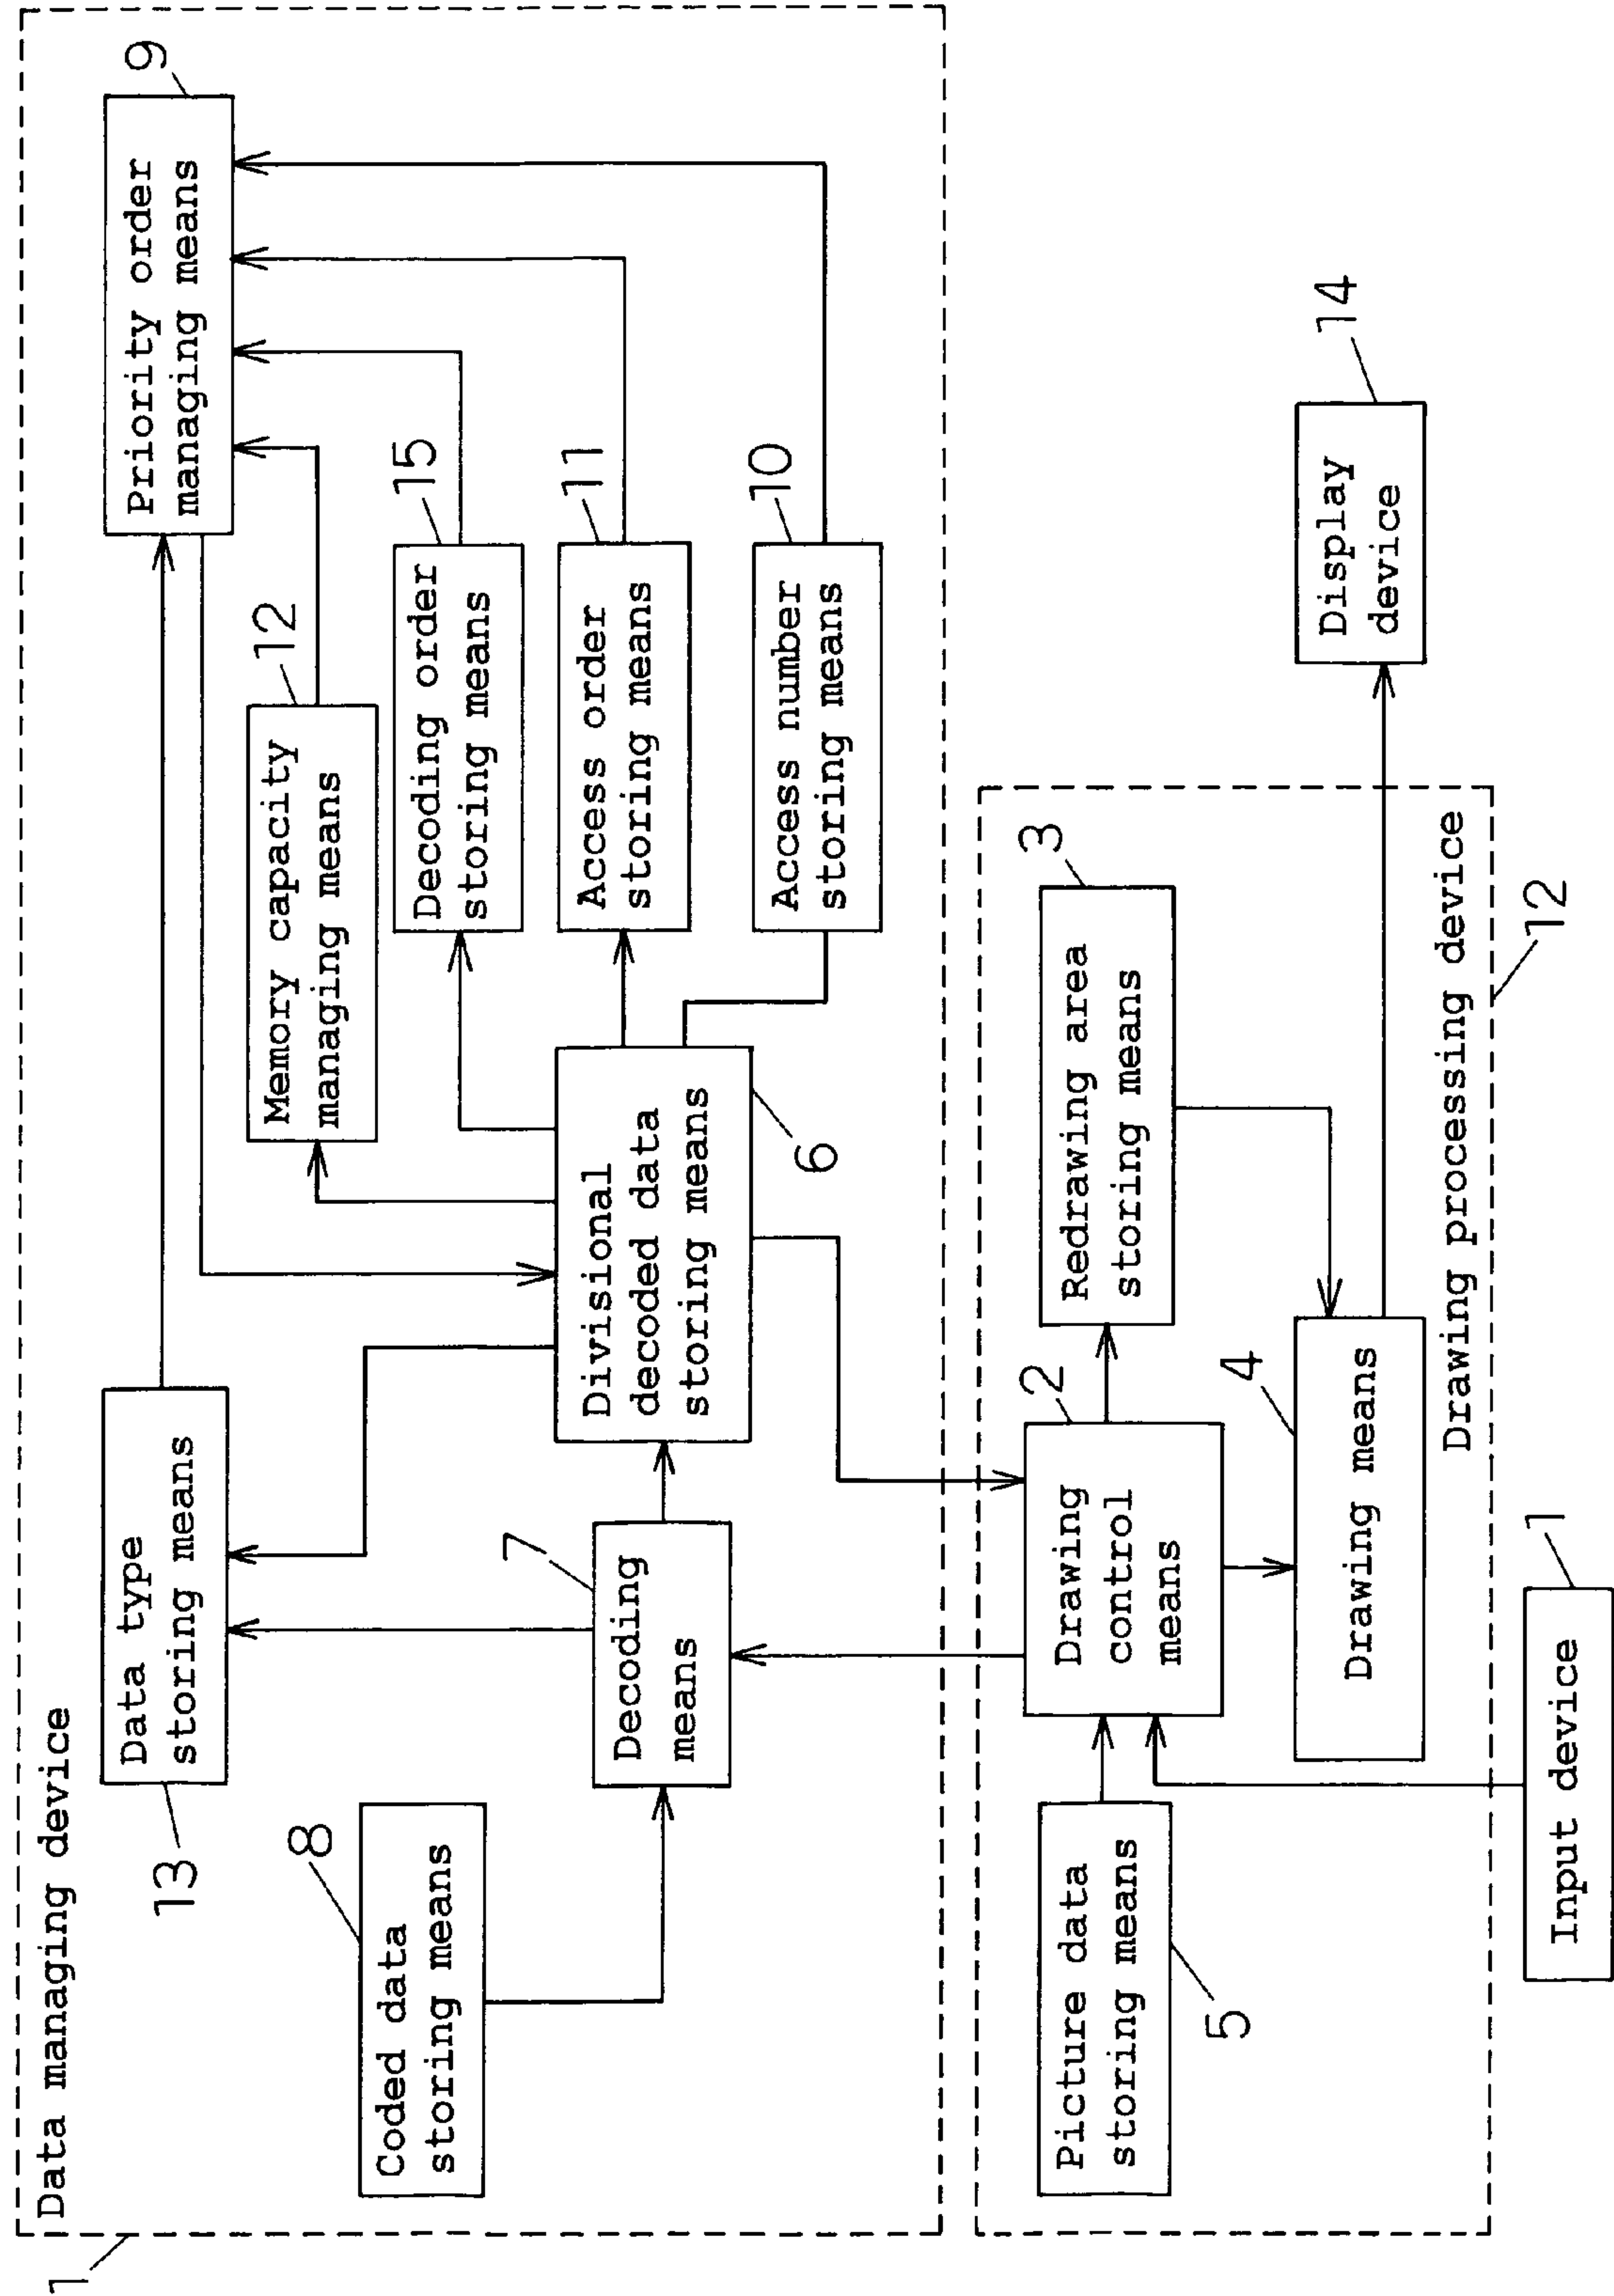 1
Data managing device
13
Data type
storing means
Priority order
managing means
9
Memory capacity
managing means
12
8
Coded data
storing means
7
Decoding
means
Divisional
decoded data
storing means
6
Decoding order
storing means
15
Access order
storing means
11
Access number
storing means
10
Picture data
storing means
5
Drawing
control
means
2
Redrawing area
storing means
3
Drawing means
4
Drawing processing device
12
Display
device
14
Input device
1